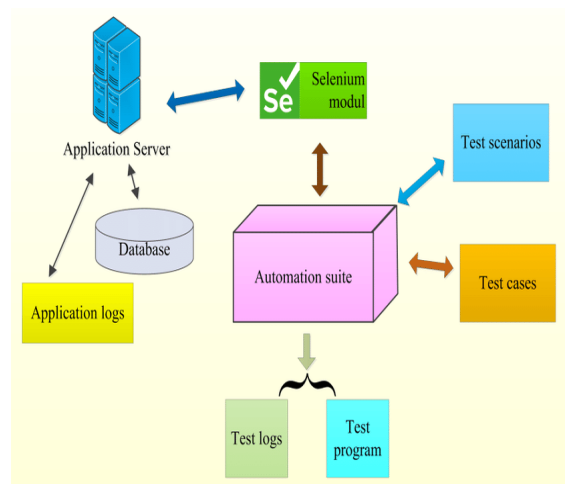 Se
Selenium
modul
Application Server
Test scenarios
Database
Automation suite
Test cases
Application logs
Test logs
Test
program